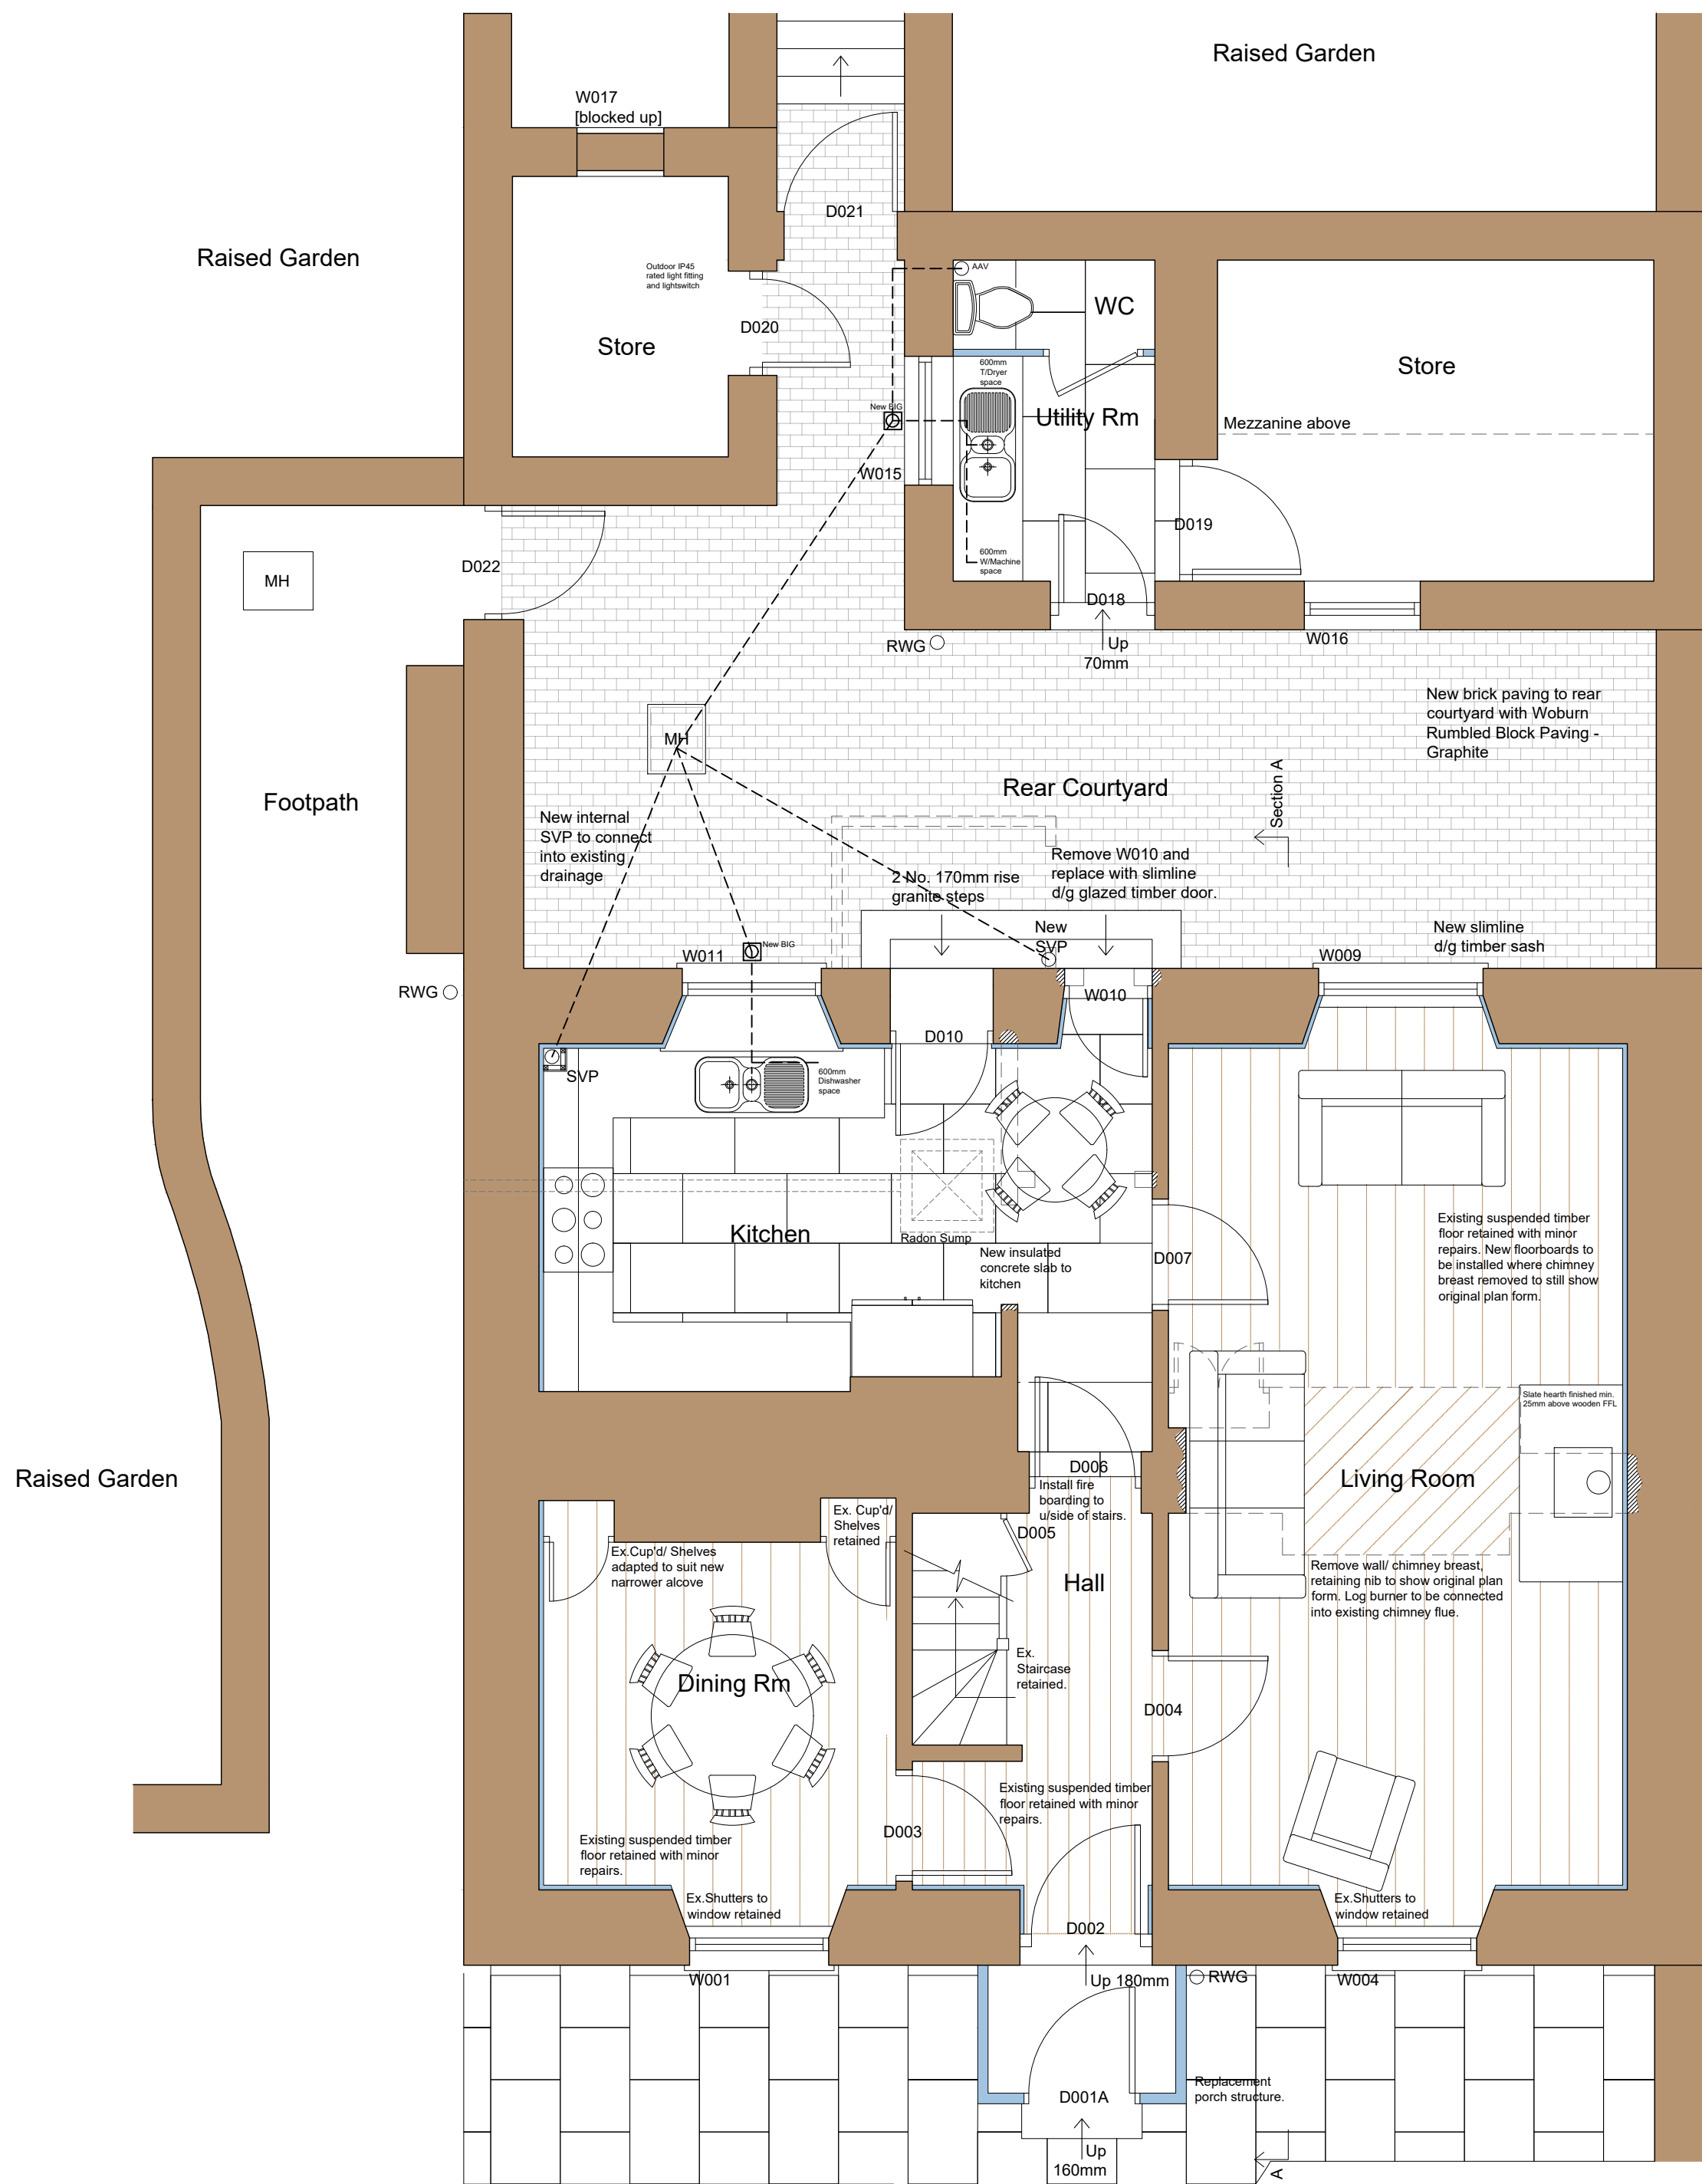 Raised Garden
W017
[blocked up]
D021
Raised Garden
Outdoor IP45
rated light fitting
and lightswitch
AAV
WC
D020
Store
600mm
T/Dryer
space
Store
New BIG
Utility Rm
Mezzanine above
W015
D019
D022
600mm
W/Machine
space
MH
D018
RWG
Up
70mm
W016
New brick paving to rear
courtyard with Woburn
Rumbled Block Paving -
Graphite
MH
Rear Courtyard
Section A
Footpath
New internal
SVP to connect
into existing
drainage
Remove W010 and
replace with slimline
d/g glazed timber door.
2 No. 170mm rise
granite steps
New
SVP
New slimline
d/g timber sash
New BIG
W011
W009
RWG
W010
D010
SVP
600mm
Dishwasher
space
Kitchen
Radon Sump
New insulated
concrete slab to
kitchen
D007
Existing suspended timber
floor retained with minor
repairs. New floorboards to
be installed where chimney
breast removed to still show
original plan form.
Slate hearth finished min.
25mm above wooden FFL
Raised Garden
D006
Living Room
Install fire
boarding to
u/side of stairs.
Ex. Cup'd/
Shelves
retained
D005
Ex.Cup'd/ Shelves
adapted to suit new
narrower alcove
Hall
Remove wall/ chimney breast,
retaining nib to show original plan
form. Log burner to be connected
into existing chimney flue.
Dining Rm
Ex.
Staircase
retained.
D004
Existing suspended timber
floor retained with minor
repairs.
D003
Existing suspended timber
floor retained with minor
repairs.
Ex.Shutters to
window retained
Ex.Shutters to
window retained
D002
W001
Up 180mm
RWG
W004
D001A
Replacement
porch structure.
Up
160mm
A